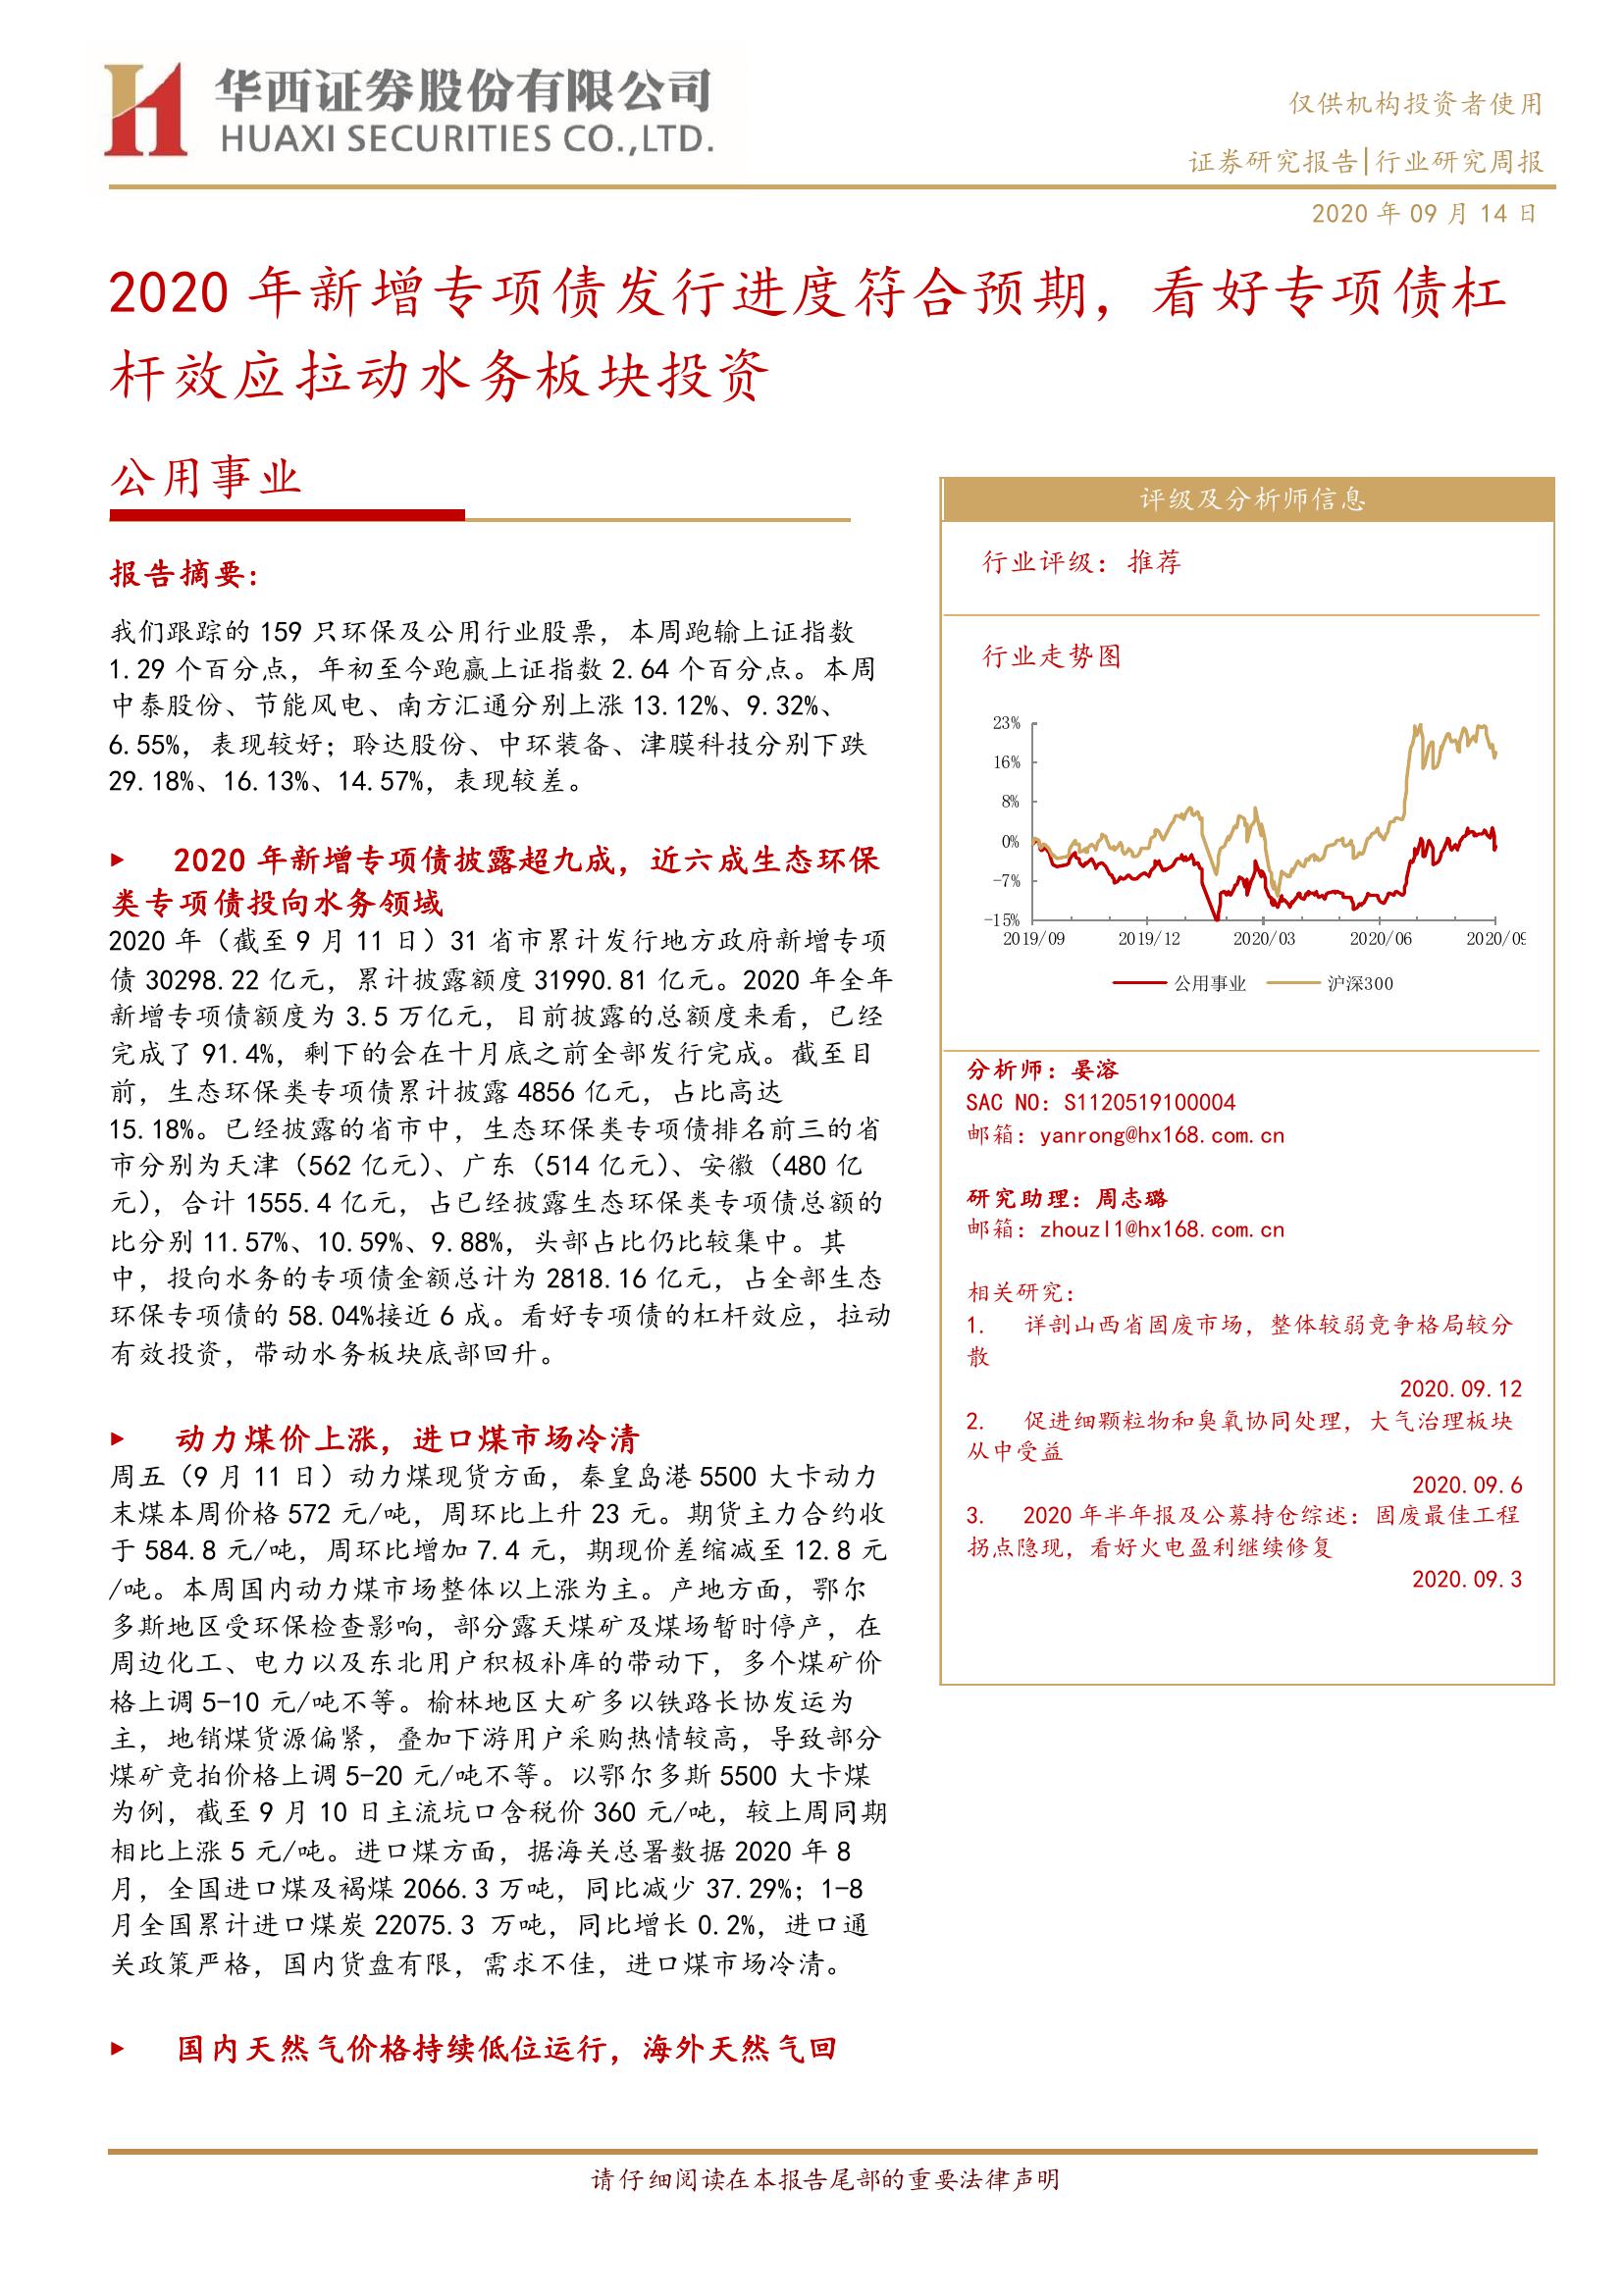 华西证券股份有限公司
HUAXI SECURITIES CO.,LTD.
仅供机构投资者使用
证券研究报告|行业研究周报
2020 年 09 月 14 日
2020 年新增专项债发行进度符合预期，看好专项债杠
杆效应拉动水务板块投资
公用事业
报告摘要：
我们跟踪的 159 只环保及公用行业股票，本周跑输上证指数
1.29 个百分点，年初至今跑赢上证指数 2.64 个百分点。本周
中泰股份、节能风电、南方汇通分别上涨 13.12%、9.32%、
6.55%，表现较好；聆达股份、中环装备、津膜科技分别下跌
29.18%、16.13%、14.57%，表现较差。
► 2020 年新增专项债披露超九成，近六成生态环保
类专项债投向水务领域
2020 年（截至 9 月 11 日）31 省市累计发行地方政府新增专项
债 30298.22 亿元，累计披露额度 31990.81 亿元。2020 年全年
新增专项债额度为 3.5 万亿元，目前披露的总额度来看，已经
完成了 91.4%，剩下的会在十月底之前全部发行完成。截至目
前，生态环保类专项债累计披露 4856 亿元，占比高达
15.18%。已经披露的省市中，生态环保类专项债排名前三的省
市分别为天津（562 亿元）、广东（514 亿元）、安徽（480 亿
元），合计 1555.4 亿元，占已经披露生态环保类专项债总额的
比分别 11.57%、10.59%、9.88%，头部占比仍比较集中。其
中，投向水务的专项债金额总计为 2818.16 亿元，占全部生态
环保专项债的 58.04%接近 6 成。看好专项债的杠杆效应，拉动
有效投资，带动水务板块底部回升。
► 动力煤价上涨，进口煤市场冷清
周五（9 月 11 日）动力煤现货方面，秦皇岛港 5500 大卡动力
末煤本周价格 572 元/吨，周环比上升 23 元。期货主力合约收
于 584.8 元/吨，周环比增加 7.4 元，期现价差缩减至 12.8 元
/吨。本周国内动力煤市场整体以上涨为主。产地方面，鄂尔
多斯地区受环保检查影响，部分露天煤矿及煤场暂时停产，在
周边化工、电力以及东北用户积极补库的带动下，多个煤矿价
格上调 5-10 元/吨不等。榆林地区大矿多以铁路长协发运为
主，地销煤货源偏紧，叠加下游用户采购热情较高，导致部分
煤矿竞拍价格上调 5-20 元/吨不等。以鄂尔多斯 5500 大卡煤
为例，截至 9 月 10 日主流坑口含税价 360 元/吨，较上周同期
相比上涨 5 元/吨。进口煤方面，据海关总署数据 2020 年 8
月，全国进口煤及褐煤 2066.3 万吨，同比减少 37.29%；1-8
月全国累计进口煤炭 22075.3 万吨，同比增长 0.2%，进口通
关政策严格，国内货盘有限，需求不佳，进口煤市场冷清。
► 国内天然气价格持续低位运行，海外天然气回
评级及分析师信息
行业评级：推荐
行业走势图
23%
16%
8%
0%
-7%
-15%
2019/09 2019/12 2020/03 2020/06 2020/09
公用事业 沪深300
分析师：晏溶
SAC NO：S1120519100004
邮箱：yanrong@hx168.com.cn
研究助理：周志璐
邮箱：zhouzl1@hx168.com.cn
相关研究：
1. 详剖山西省固废市场，整体较弱竞争格局较分
散
2020.09.12
2. 促进细颗粒物和臭氧协同处理，大气治理板块
从中受益
2020.09.6
3. 2020 年半年报及公募持仓综述：固废最佳工程
拐点隐现，看好火电盈利继续修复
2020.09.3
请仔细阅读在本报告尾部的重要法律声明